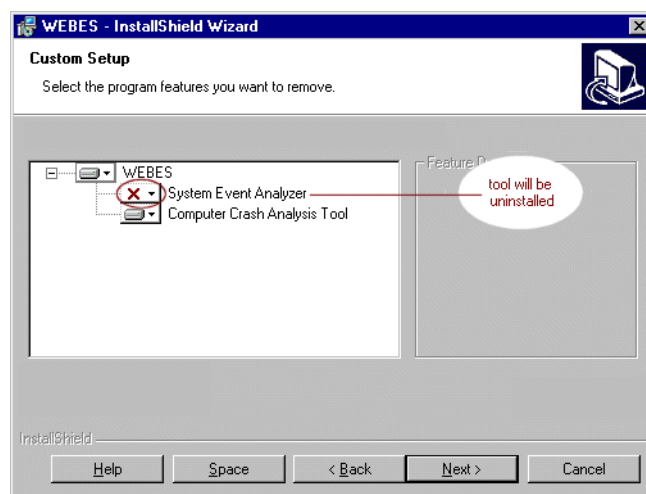 WEBES - InstallShield Wizard
Custom Setup
Select the program features you want to remove.
WEBES
System Event Analyzer
Computer Crash Analysis Tool
Feature
tool will be
uninstalled
InstallShield
Help
Space
< Back
Next >
Cancel